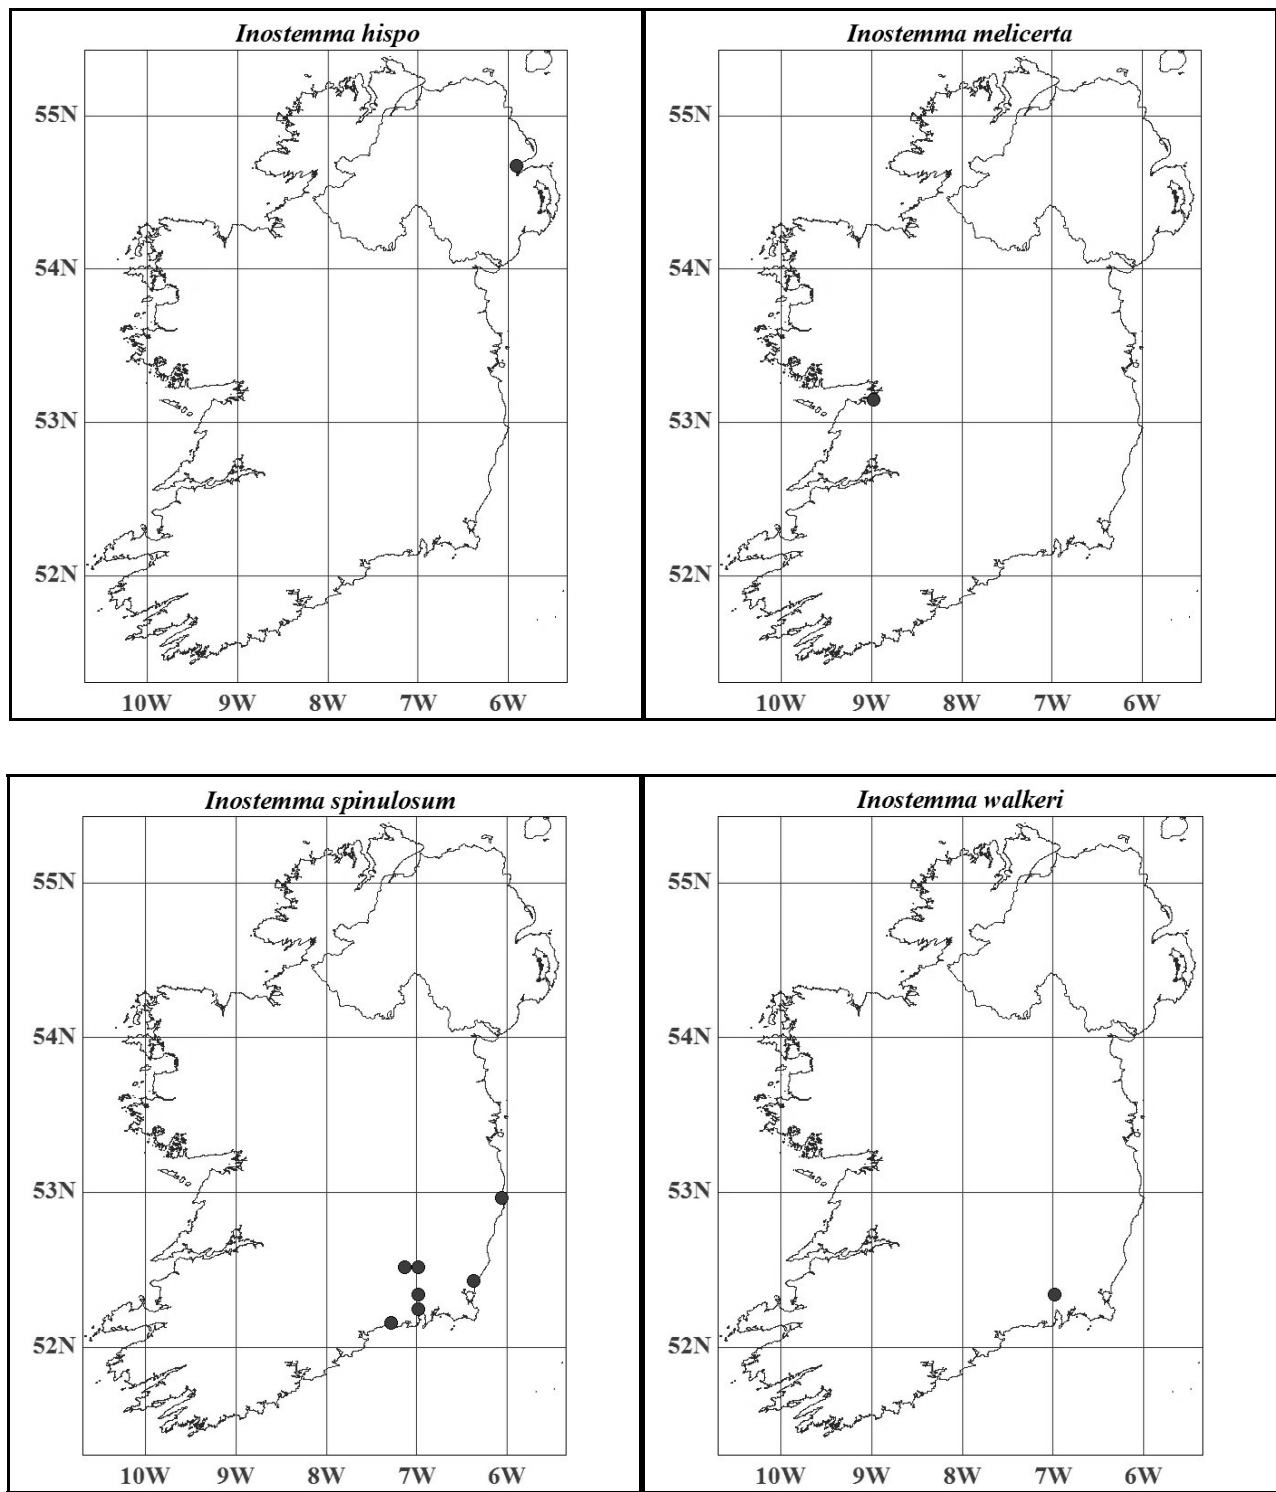 Inostemma hispo
55N
54N
53N
52N
10W 9W 8W 7W 6W
Inostemma melicerta
55N
54N
53N
52N
10W 9W 8W 7W 6W
Inostemma spinulosum
55N
54N
53N
52N
10W 9W 8W 7W 6W
Inostemma walkeri
55N
54N
53N
52N
10W 9W 8W 7W 6W